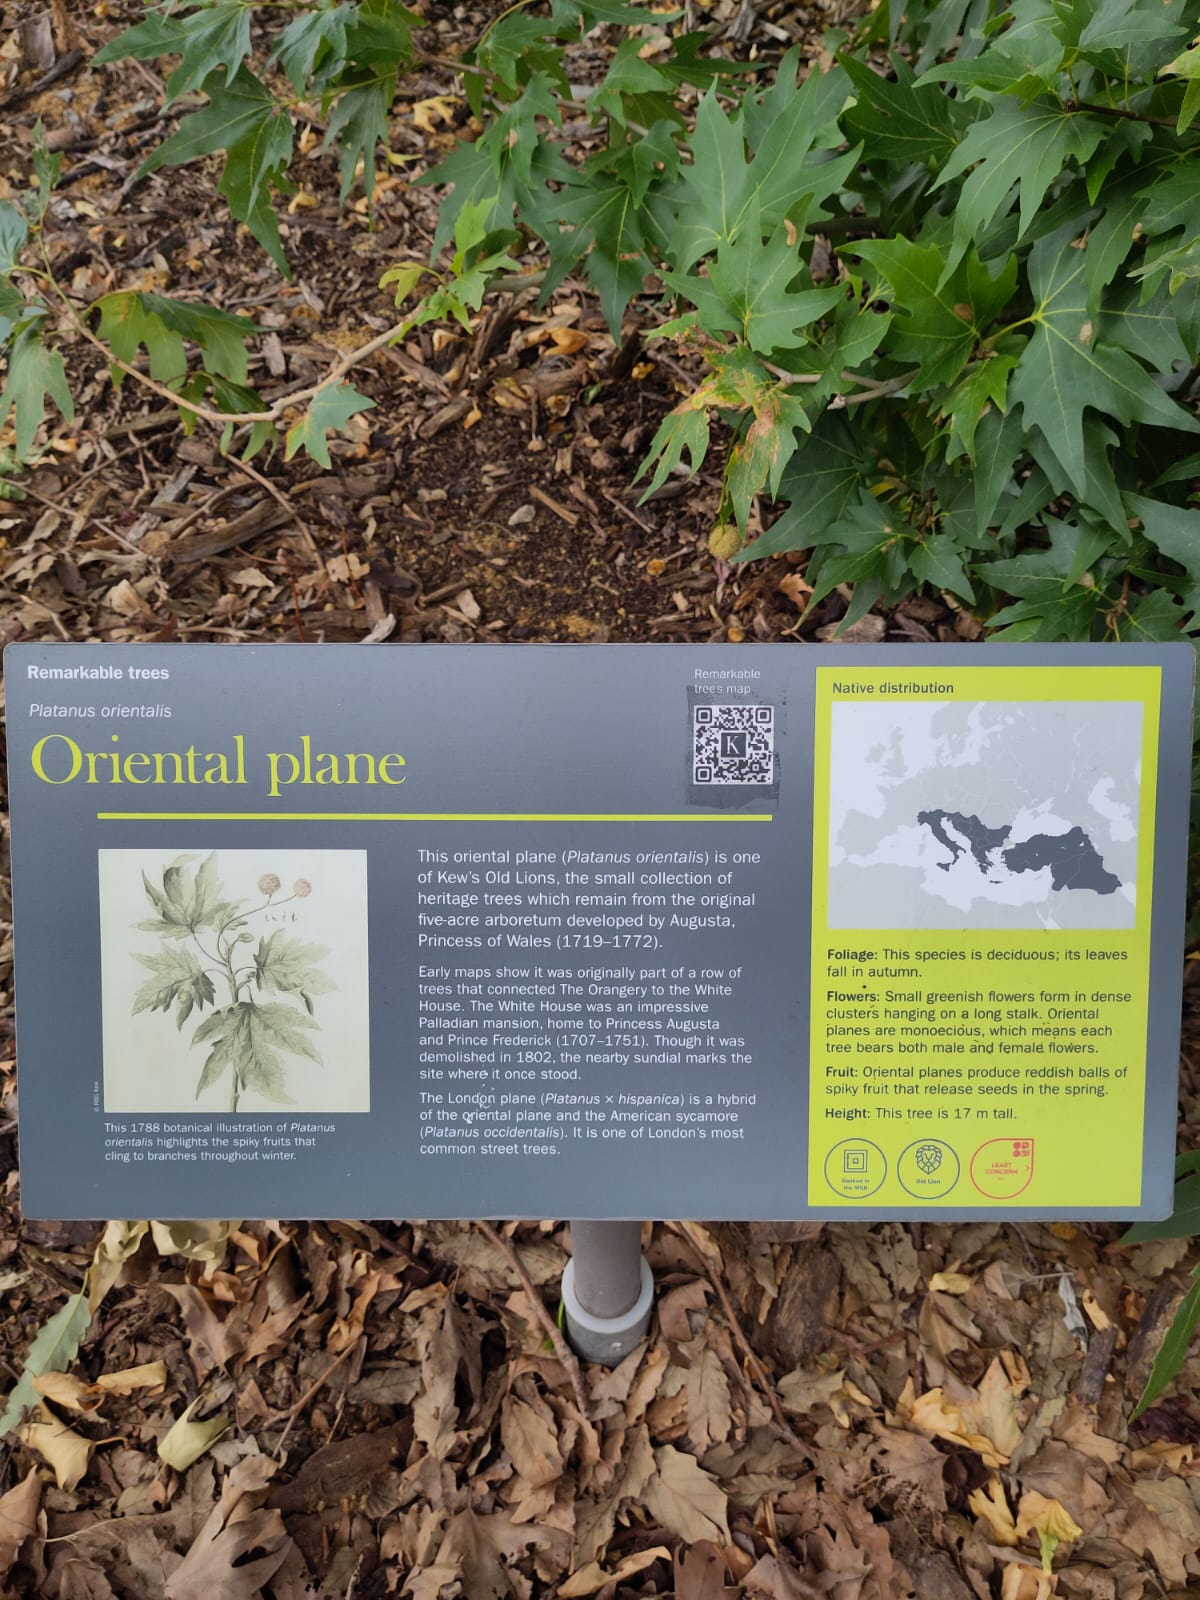 Remarkable trees
Platanus orientalis
Oriental plane
Remarkable
trees map
K
This oriental plane (Platanus orientalis) is one
of Kew's Old Lions, the small collection of
heritage trees which remain from the original
five-acre arboretum developed by Augusta,
Princess of Wales (1719–1772).
Early maps show it was originally part of a row of
trees that connected The Orangery to the White
House. The White House was an impressive
Palladian mansion, home to Princess Augusta
and Prince Frederick (1707–1751). Though it was
demolished in 1802, the nearby sundial marks the
site where it once stood.
The London plane (Platanus × hispanica) is a hybrid
of the oriental plane and the American sycamore
(Platanus occidentalis). It is one of London's most
common street trees.
© RBG Kew
This 1788 botanical illustration of Platanus
orientalis highlights the spiky fruits that
cling to branches throughout winter.
Native distribution
Foliage: This species is deciduous; its leaves
fall in autumn.
Flowers: Small greenish flowers form in dense
clusters hanging on a long stalk. Oriental
planes are monoecious, which means each
tree bears both male and female flowers.
Fruit: Oriental planes produce reddish balls of
spiky fruit that release seeds in the spring.
Height: This tree is 17 m tall.
Banked in
the MSB
Old Lion
LEAST
CONCERN